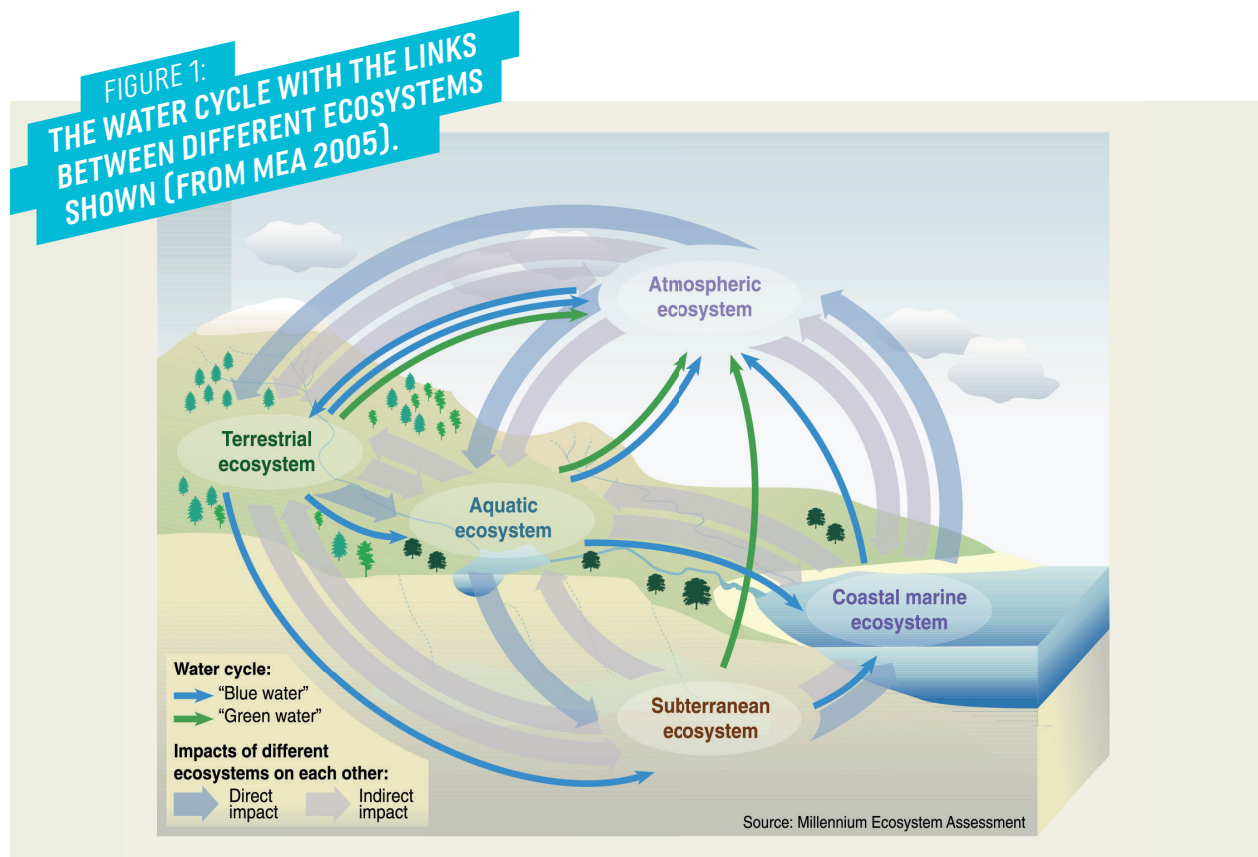 FIGURE 1:
THE WATER CYCLE WITH THE LINKS
BETWEEN DIFFERENT ECOSYSTEMS
SHOWN (FROM MEA 2005).
Atmospheric
ecosystem
Terrestrial
ecosystem
Aquatic
ecosystem
Coastal marine
ecosystem
Subterranean
ecosystem
Water cycle:
“Blue water”
“Green water”
Impacts of different
ecosystems on each other:
Direct
impact
Indirect
impact
Source: Millennium Ecosystem Assessment